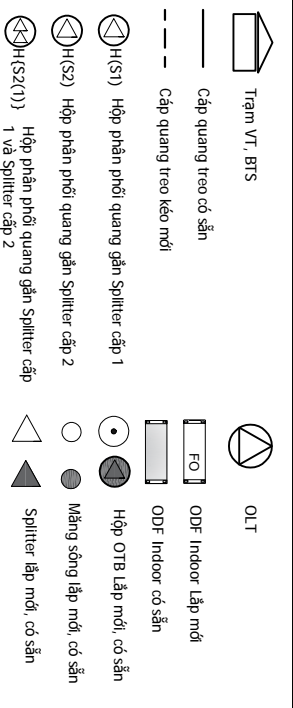 Trạm VT, BTS
Cáp quang treo có sẵn
Cáp quang treo kéo mới
H(S1) Hộp phân phối quang gắn Splitter cấp 1
H(S2) Hộp phân phối quang gắn Splitter cấp 2
H{S2(1)} Hộp phân phối quang gắn Splitter cấp
1 và Splitter cấp 2
OLT
FO ODF Indoor Lắp mới
ODF Indoor có sẵn
Hộp OTB Lắp mới, có sẵn
Măng sông lắp mới, có sẵn
Splitter lắp mới, có sẵn